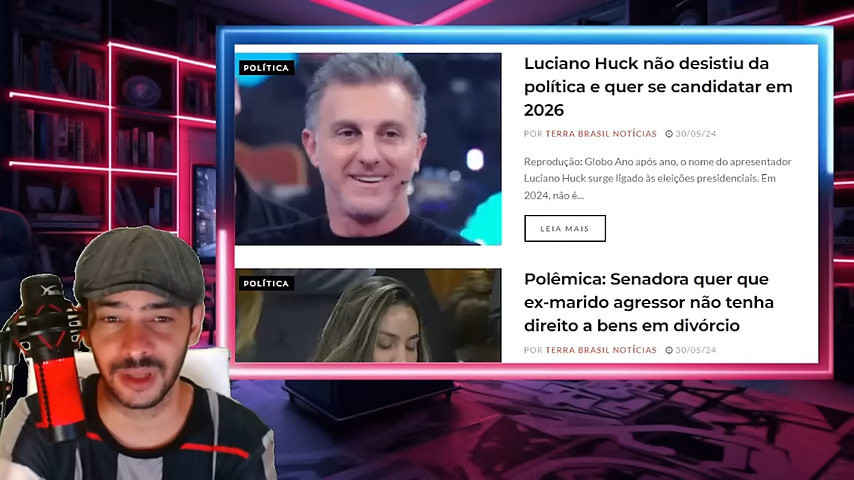 POLÍTICA
Luciano Huck não desistiu da
política e quer se candidatar em
2026
POR TERRA BRASIL NOTÍCIAS 30/05/24
Reprodução: Globo Ano após ano, o nome do apresentador
Luciano Huck surge ligado às eleições presidenciais. Em
2024, não é...
LEIA MAIS
POLÍTICA
Polêmica: Senadora quer que
ex-marido agressor não tenha
direito a bens em divórcio
POR TERRA BRASIL NOTÍCIAS 30/05/24